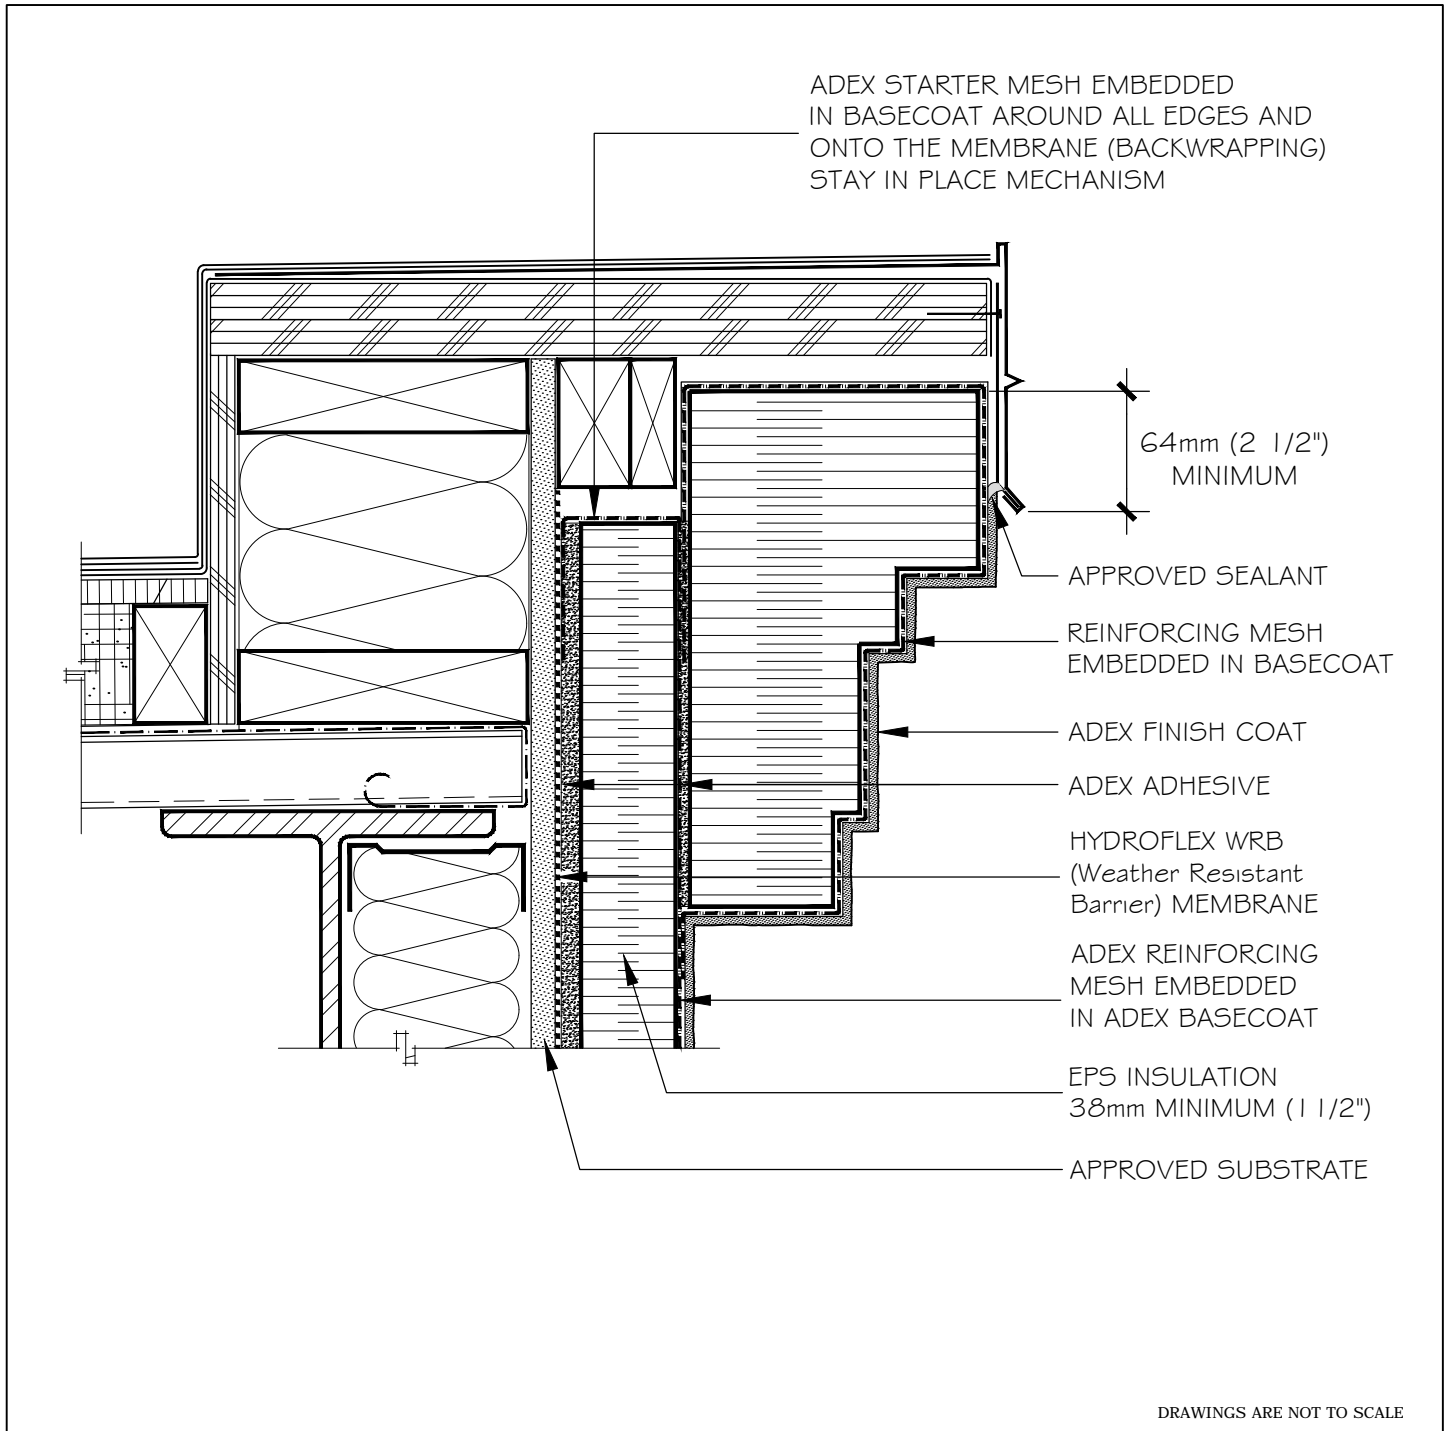 ADEX STARTER MESH EMBEDDED
IN BASECOAT AROUND ALL EDGES AND
ONTO THE MEMBRANE (BACKWRAPPING)
STAY IN PLACE MECHANISM
64mm (2 1/2")
MINIMUM
APPROVED SEALANT
REINFORCING MESH
EMBEDDED IN BASECOAT
ADEX FINISH COAT
ADEX ADHESIVE
HYDROFLEX WRB
(Weather Resistant
Barrier) MEMBRANE
ADEX REINFORCING
MESH EMBEDDED
IN ADEX BASECOAT
EPS INSULATION
38mm MINIMUM (1 1/2")
APPROVED SUBSTRATE
DRAWINGS ARE NOT TO SCALE